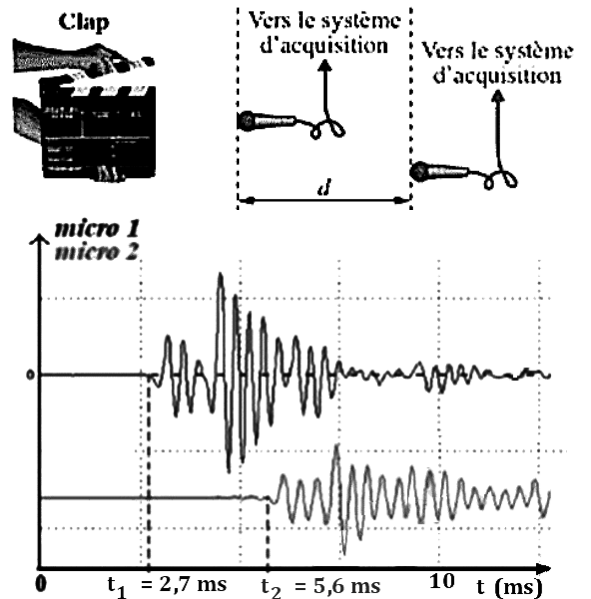 Clap
Vers le système
d'acquisition
Vers le système
d'acquisition
d
micro 1
micro 2
0
0
t₁ = 2,7 ms
t₂ = 5,6 ms
10
t (ms)